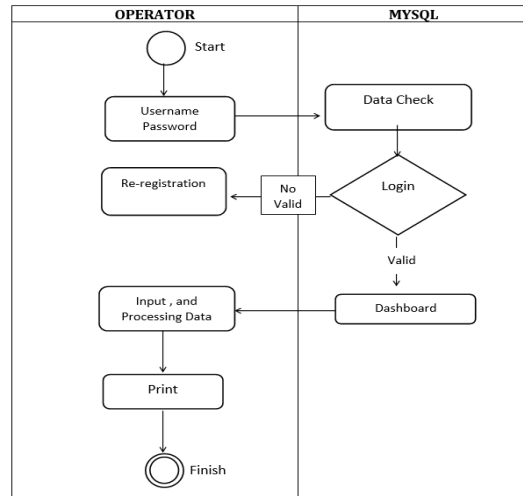 OPERATOR
MYSQL
Start
Username
Password
Data Check
Re-registration
No
Valid
Login
Valid
Input , and
Processing Data
Dashboard
Print
Finish